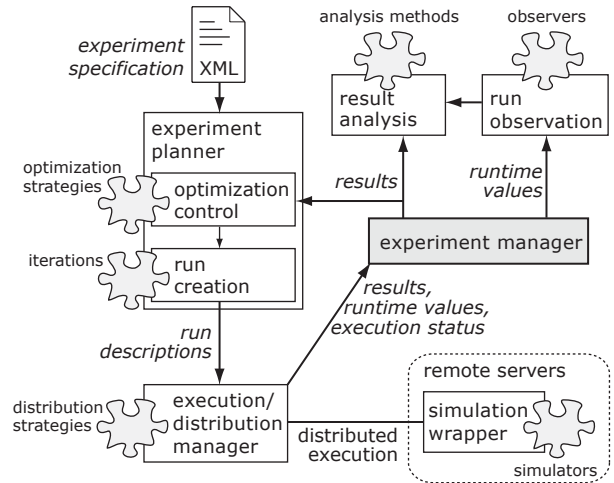 experiment
specification
XML
analysis methods
observers
result
analysis
run
observation
experiment
planner
optimization
strategies
optimization
control
results
runtime
values
experiment manager
iterations
run
creation
results,
runtime values,
execution status
run
descriptions
remote servers
distribution
strategies
execution/
distribution
manager
distributed
execution
simulation
wrapper
simulators